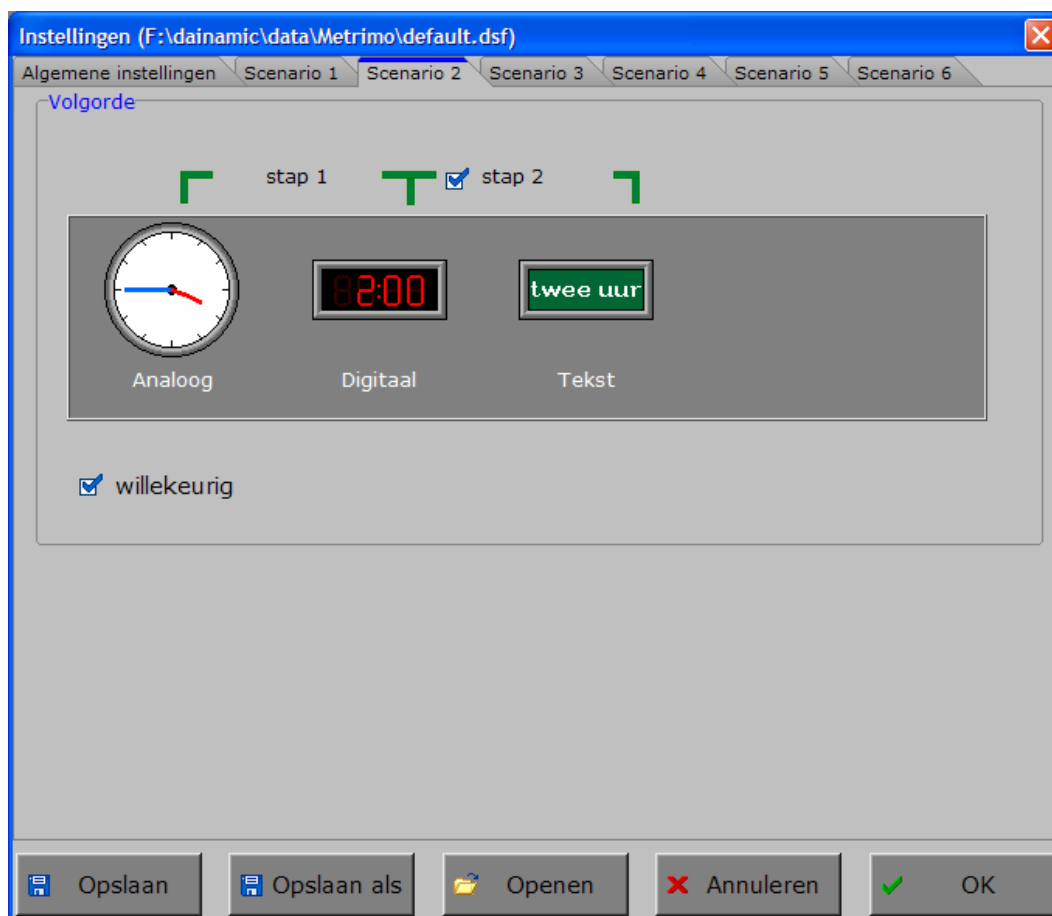 Instellingen (F:\dainamic\data\Metrimo\default.dsf)
Algemene instellingen Scenario 1 Scenario 2 Scenario 3 Scenario 4 Scenario 5 Scenario 6
Volgorde
stap 1 stap 2
2:00 twee uur
Analoog Digitaal Tekst
willekeurig
Opslaan Opslaan als Openen Annuleren OK